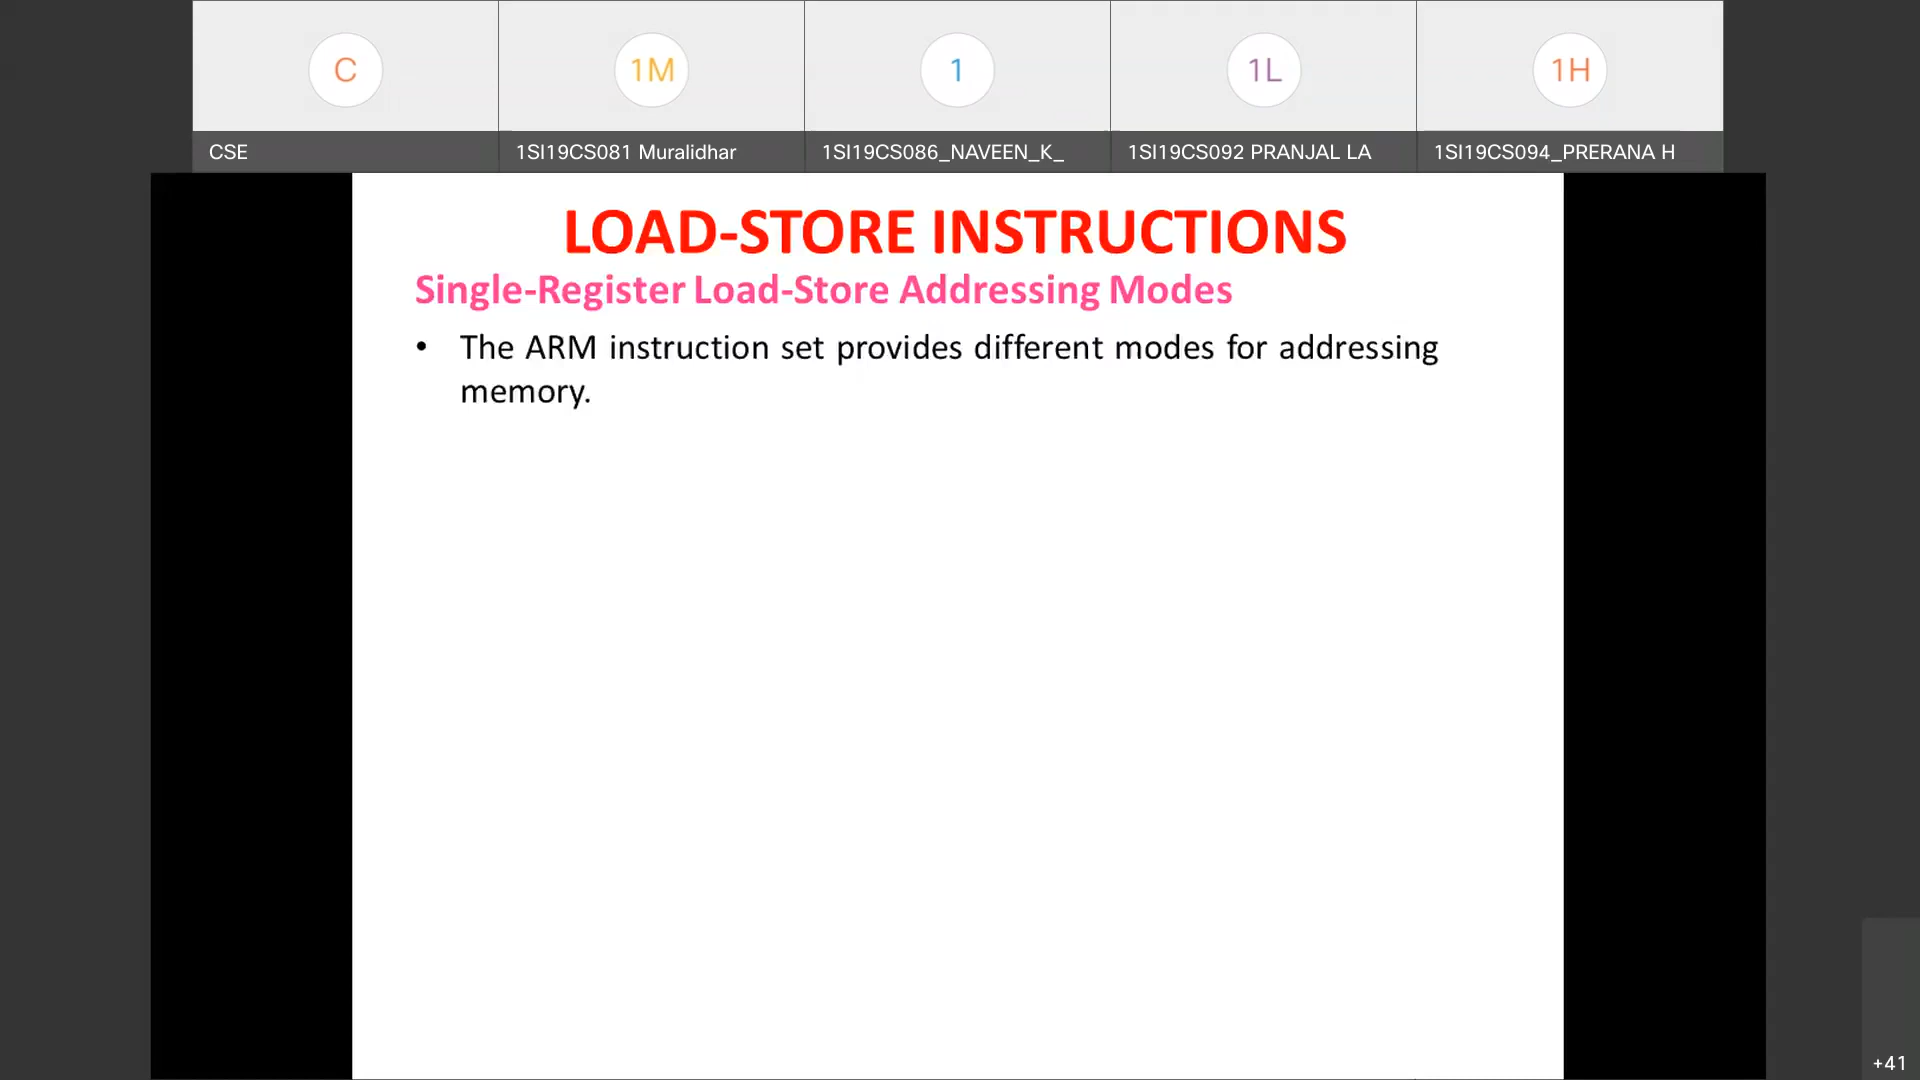 C
1M
1
1L
1H
CSE
1SI19CS081 Muralidhar
1SI19CS086_NAVEEN_K_
1SI19CS092 PRANJAL LA
1SI19CS094_PRERANA H
LOAD-STORE INSTRUCTIONS
Single-Register Load-Store Addressing Modes
• The ARM instruction set provides different modes for addressing
memory.
+41